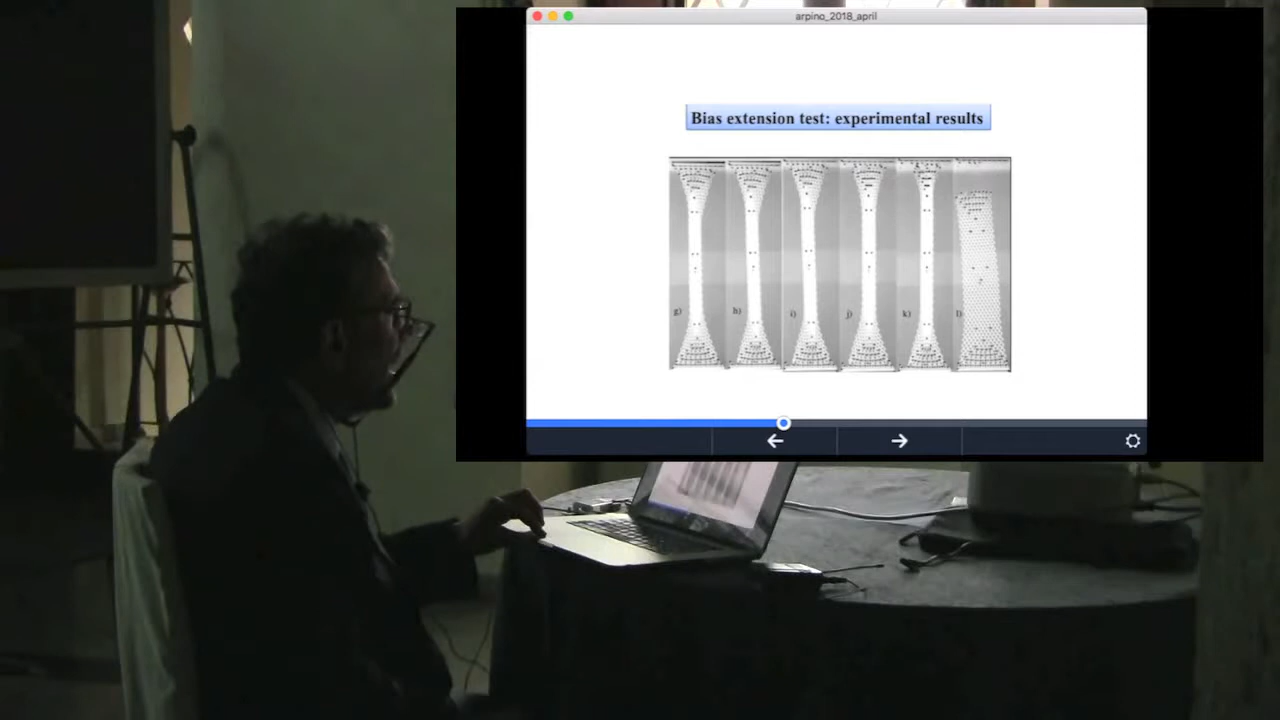 arpino_2018_april
Bias extension test: experimental results
g) h) i) j) k) l)